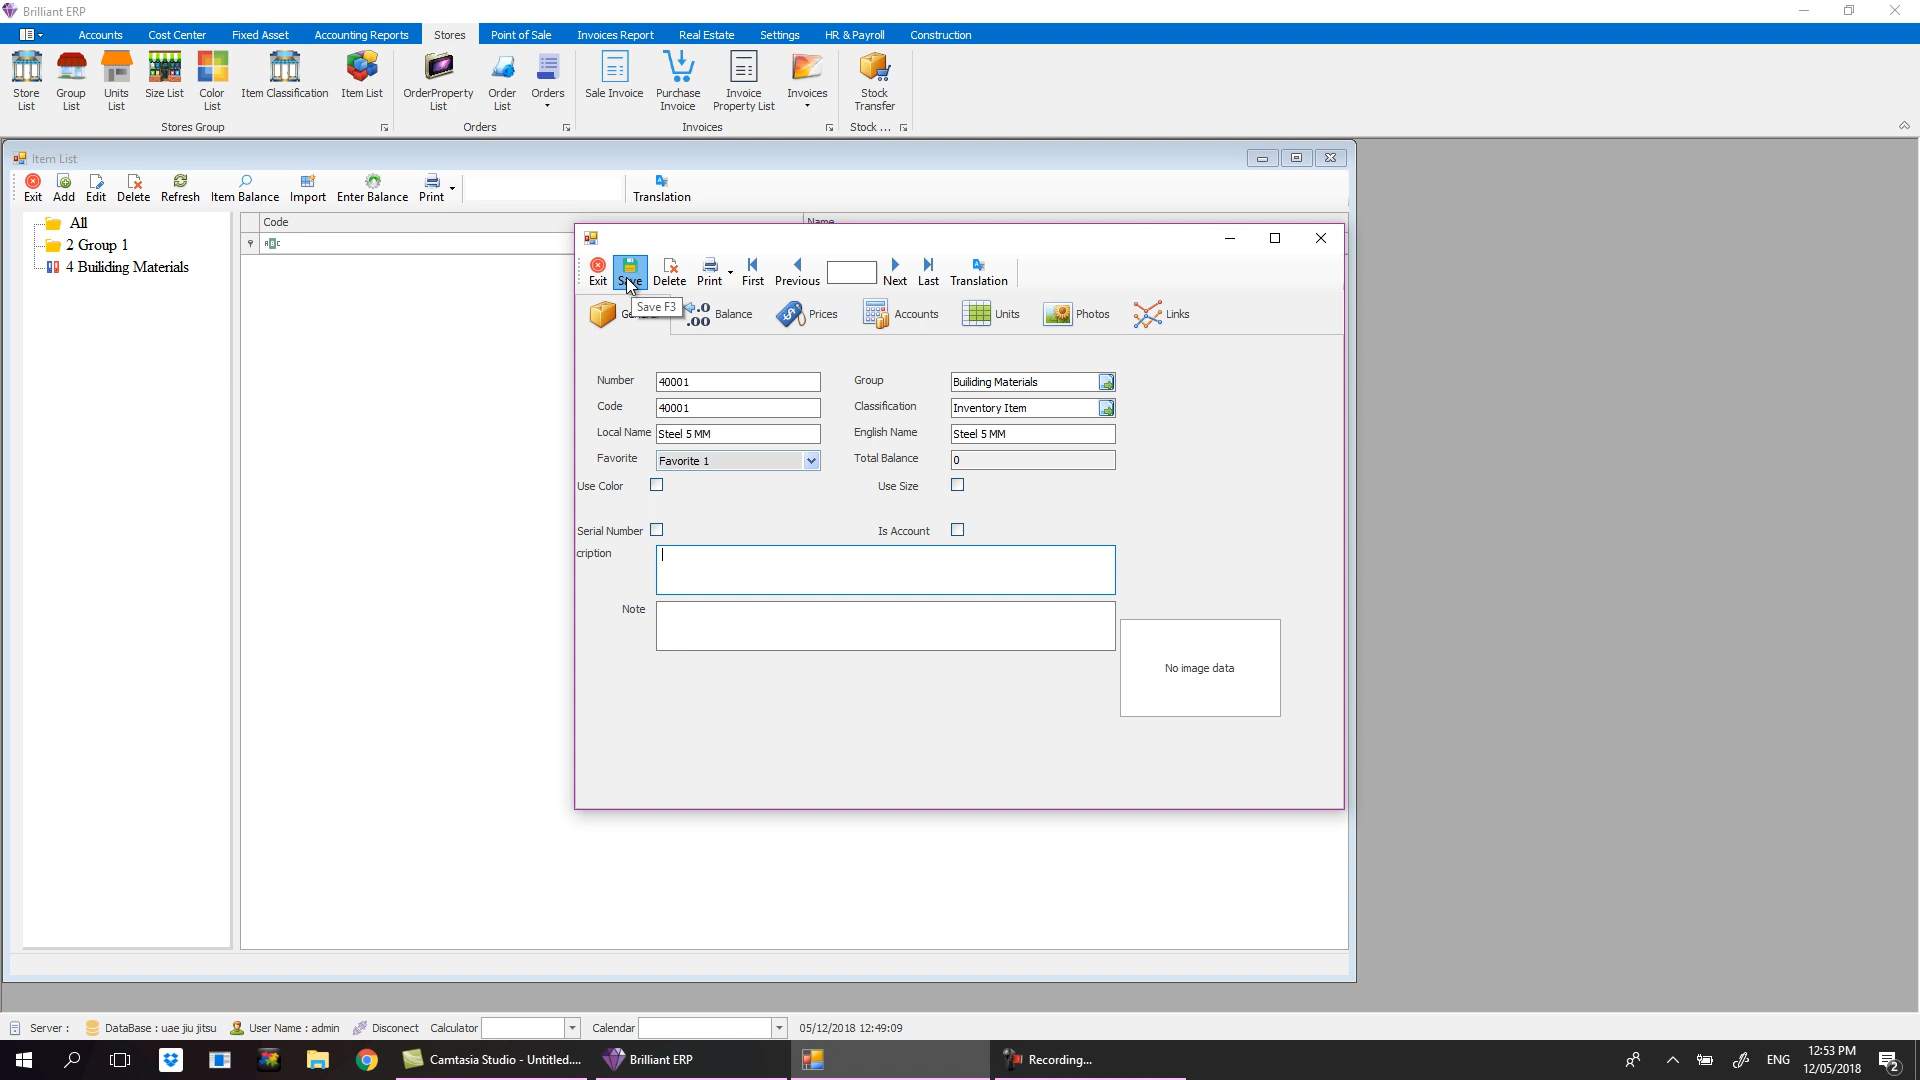 Brilliant ERP
Accounts Cost Center Fixed Asset Accounting Reports Stores Point of Sale Invoices Report Real Estate Settings HR & Payroll Construction
Store List Group List Units List Size List Color List Item Classification Item List OrderProperty List Order List Orders Sale Invoice Purchase Invoice Invoice Property List Invoices Stock Transfer
Stores Group Orders Invoices Stock ...
Item List
Exit Add Edit Delete Refresh Item Balance Import Enter Balance Print Translation
All
2 Group 1
4 Builiding Materials
Code Name
Exit Save Delete Print First Previous Next Last Translation
Save F3
Balance Prices Accounts Units Photos Links
Number 40001 Group Builiding Materials
Code 40001 Classification Inventory Item
Local Name Steel 5 MM English Name Steel 5 MM
Favorite Favorite 1 Total Balance 0
Use Color Use Size
Serial Number Is Account
cription
Note
No image data
Server : DataBase : uae jiu jitsu User Name : admin Disconnect Calculator Calendar 05/12/2018 12:49:09
Camtasia Studio - Untitled.... Brilliant ERP Recording... ENG 12:53 PM
12/05/2018 2